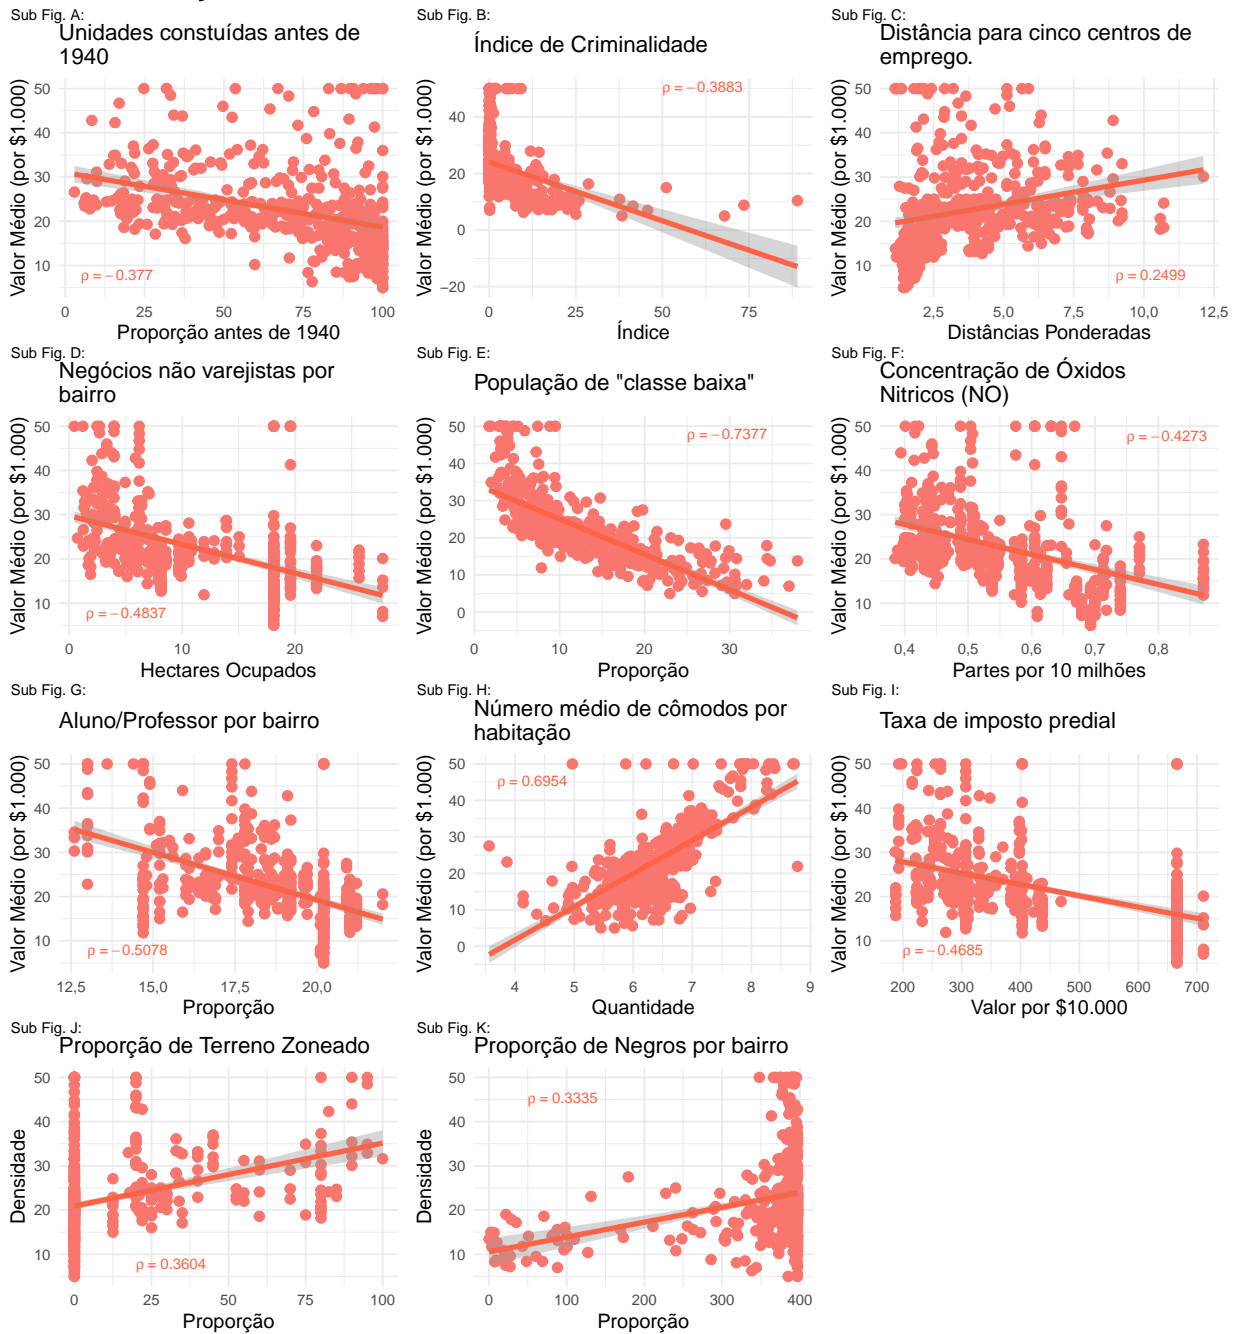 Sub Fig. A:
Unidades constuídas antes de
1940
Valor Médio (por $1.000)
50
40
30
20
10
ρ = −0.377
0 25 50 75 100
Proporção antes de 1940
Sub Fig. B:
Índice de Criminalidade
Valor Médio (por $1.000)
40
20
0
−20
ρ = −0.3883
0 25 50 75
Índice
Sub Fig. C:
Distância para cinco centros de
emprego.
Valor Médio (por $1.000)
50
40
30
20
10
ρ = 0.2499
2,5 5,0 7,5 10,0 12,5
Distâncias Ponderadas
Sub Fig. D:
Negócios não varejistas por
bairro
Valor Médio (por $1.000)
50
40
30
20
10
ρ = −0.4837
0 10 20
Hectares Ocupados
Sub Fig. E:
População de "classe baixa"
Valor Médio (por $1.000)
50
40
30
20
10
0
ρ = −0.7377
0 10 20 30
Proporção
Sub Fig. F:
Concentração de Óxidos
Nitricos (NO)
Valor Médio (por $1.000)
50
40
30
20
10
ρ = −0.4273
0,4 0,5 0,6 0,7 0,8
Partes por 10 milhões
Sub Fig. G:
Aluno/Professor por bairro
Valor Médio (por $1.000)
50
40
30
20
10
ρ = −0.5078
12,5 15,0 17,5 20,0
Proporção
Sub Fig. H:
Número médio de cômodos por
habitação
Valor Médio (por $1.000)
50
40
30
20
10
0
ρ = 0.6954
4 5 6 7 8 9
Quantidade
Sub Fig. I:
Taxa de imposto predial
Valor Médio (por $1.000)
50
40
30
20
10
ρ = −0.4685
200 300 400 500 600 700
Valor por $10.000
Sub Fig. J:
Proporção de Terreno Zoneado
Densidade
50
40
30
20
10
ρ = 0.3604
0 25 50 75 100
Proporção
Sub Fig. K:
Proporção de Negros por bairro
Densidade
50
40
30
20
10
ρ = 0.3335
0 100 200 300 400
Proporção